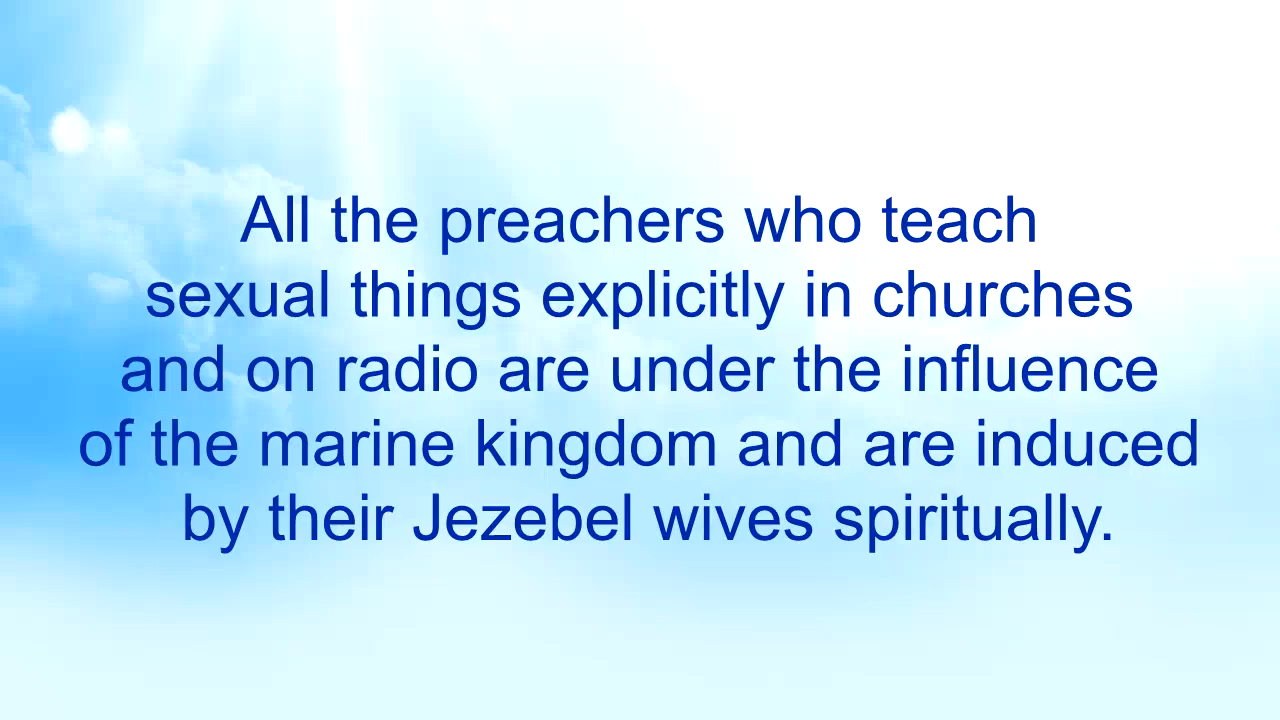 All the preachers who teach
sexual things explicitly in churches
and on radio are under the influence
of the marine kingdom and are induced
by their Jezebel wives spiritually.